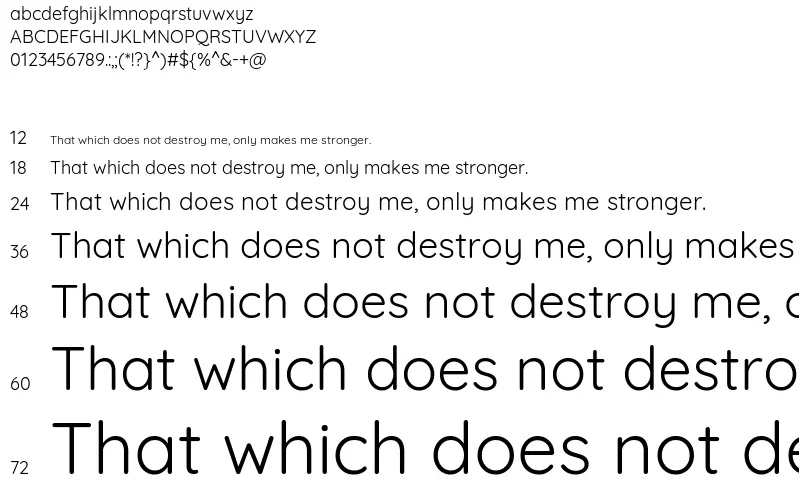 abcdefghijklmnopqrstuvwxyz
ABCDEFGHIJKLMNOPQRSTUVWXYZ
0123456789.:,;(*!?}^)#${%^&-+@
12 That which does not destroy me, only makes me stronger.
18 That which does not destroy me, only makes me stronger.
24 That which does not destroy me, only makes me stronger.
36 That which does not destroy me, only makes
48 That which does not destroy me, o
60 That which does not destro
72 That which does not de